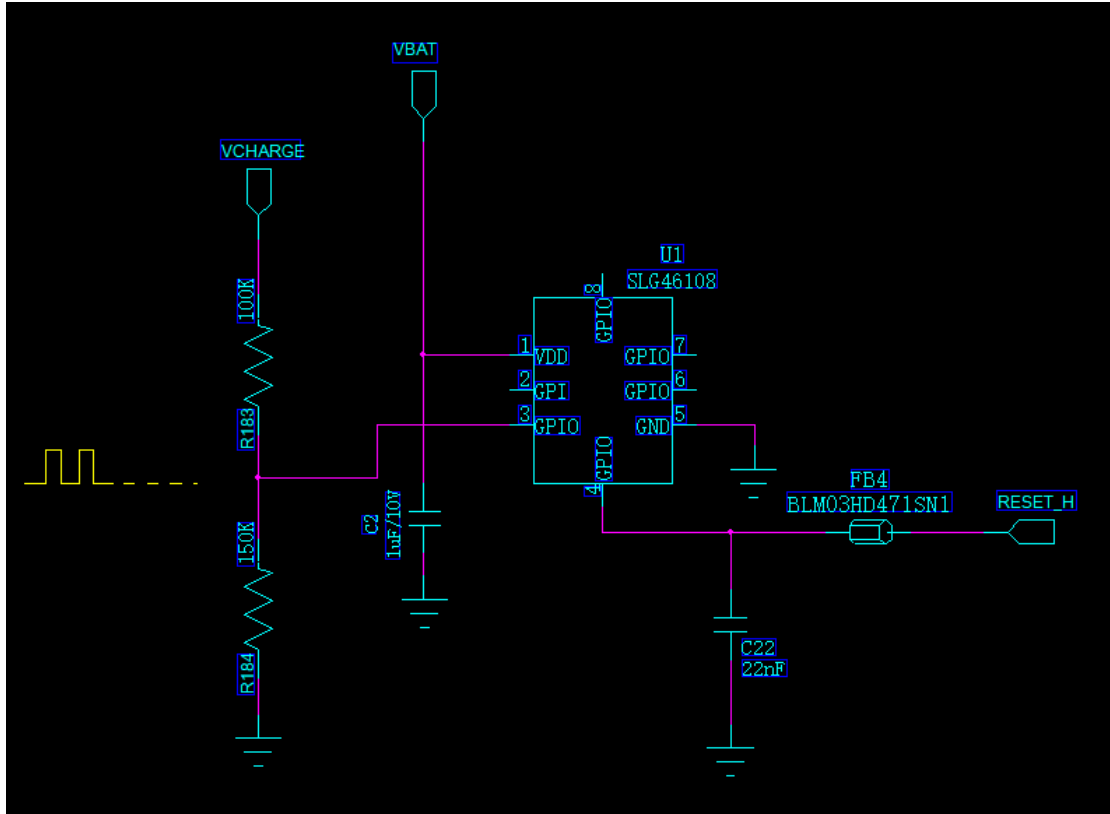 VBAT
VCHARGE
100K
R183
150K
R184
C2
1uF/10V
U1
SLG46108
8
GPIO
1
VDD
2
GPI
3
GPIO
7
GPIO
6
GPIO
5
GND
GPIO
4
FB4
BLM03HD471SN1
RESET_H
C22
22nF